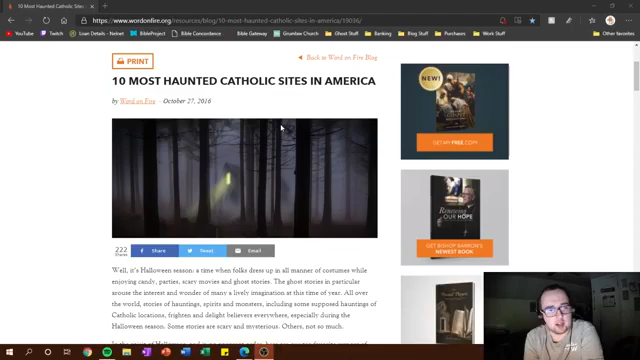 10 Most Haunted Catholic Sites
https://www.wordonfire.org/resources/blog/10-most-haunted-catholic-sites-in-america/19036/
YouTube
Loan Details - Netnet
BibleProject
Bible Concordance
Bible Gateway
Grumlaw Church
Ghost Stuff
Banking
Blog Stuff
Purchases
Work Stuff
Other favorites
PRINT
Back to Word on Fire Blog
10 MOST HAUNTED CATHOLIC SITES IN AMERICA
by Word on Fire - October 27, 2016
222
Shares
Share
Tweet
Email
Well, it's Halloween season: a time when folks dress up in all manner of costumes while
enjoying candy, parties, scary movies and ghost stories. The ghost stories in particular
arouse the interest and wonder of many a lively imagination at this time of year. All over
the world, stories of hauntings, spirits and monsters, including some supposed hauntings of
Catholic locations, frighten and delight believers everywhere, especially during the
Halloween season. Some stories are scary and mysterious. Others, not so much.
NEW!
GET MY FREE COPY
Renewing
OUR HOPE
GET BISHOP BARRON'S
NEWEST BOOK